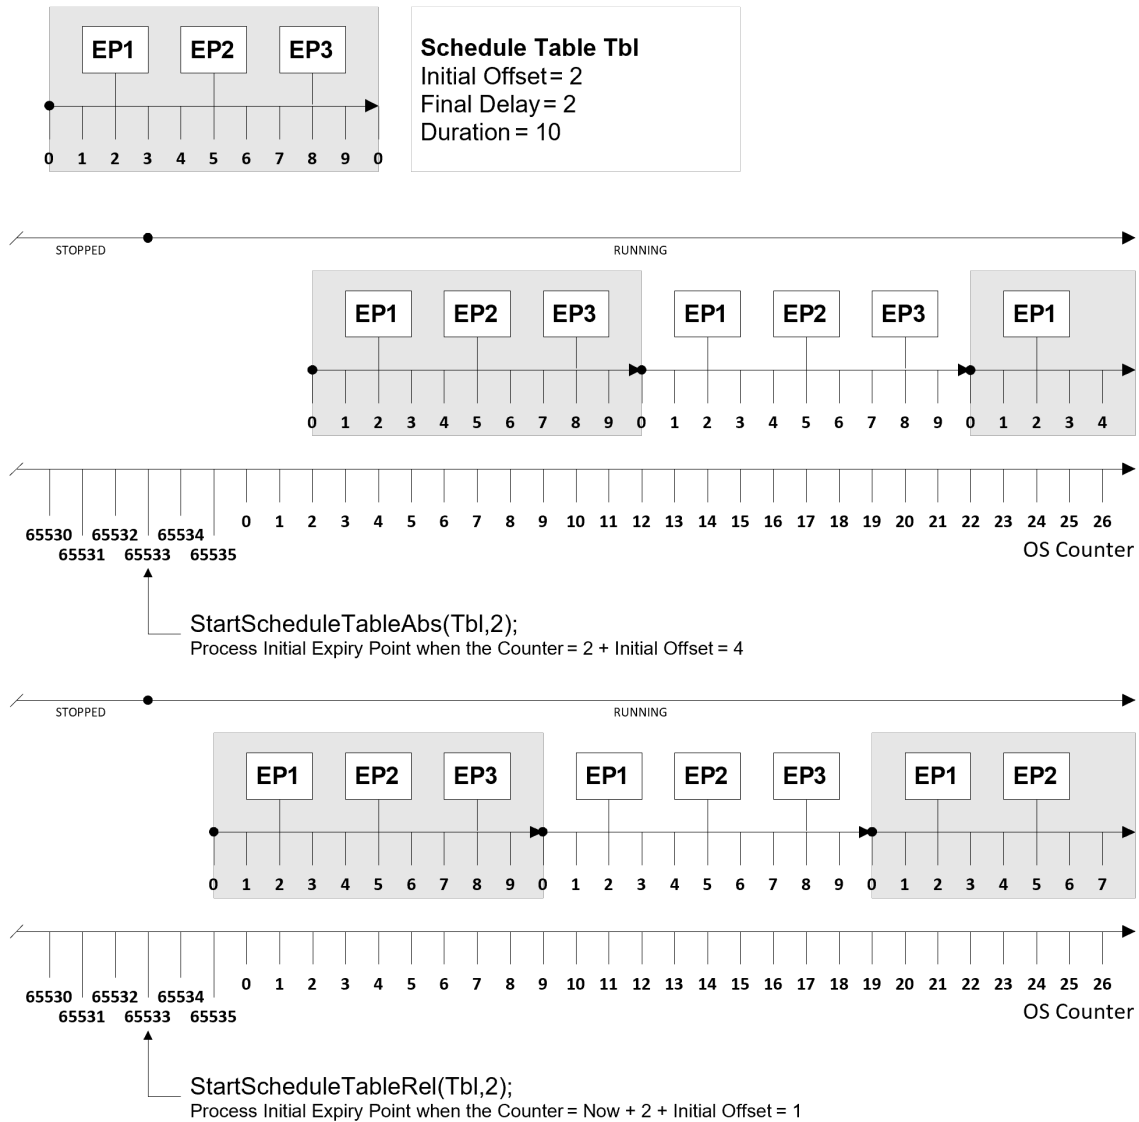 EP1 EP2 EP3
0 1 2 3 4 5 6 7 8 9 0
Schedule Table Tbl
Initial Offset = 2
Final Delay = 2
Duration = 10
STOPPED RUNNING
EP1 EP2 EP3 EP1 EP2 EP3 EP1
0 1 2 3 4 5 6 7 8 9 0 1 2 3 4 5 6 7 8 9 0 1 2 3 4
0 1 2 3 4 5 6 7 8 9 10 11 12 13 14 15 16 17 18 19 20 21 22 23 24 25 26
65530 65532 65534
65531 65533 65535
OS Counter
StartScheduleTableAbs(Tbl,2);
Process Initial Expiry Point when the Counter = 2 + Initial Offset = 4
STOPPED RUNNING
EP1 EP2 EP3 EP1 EP2 EP3 EP1 EP2
0 1 2 3 4 5 6 7 8 9 0 1 2 3 4 5 6 7 8 9 0 1 2 3 4 5 6 7
0 1 2 3 4 5 6 7 8 9 10 11 12 13 14 15 16 17 18 19 20 21 22 23 24 25 26
65530 65532 65534
65531 65533 65535
OS Counter
StartScheduleTableRel(Tbl,2);
Process Initial Expiry Point when the Counter = Now + 2 + Initial Offset = 1